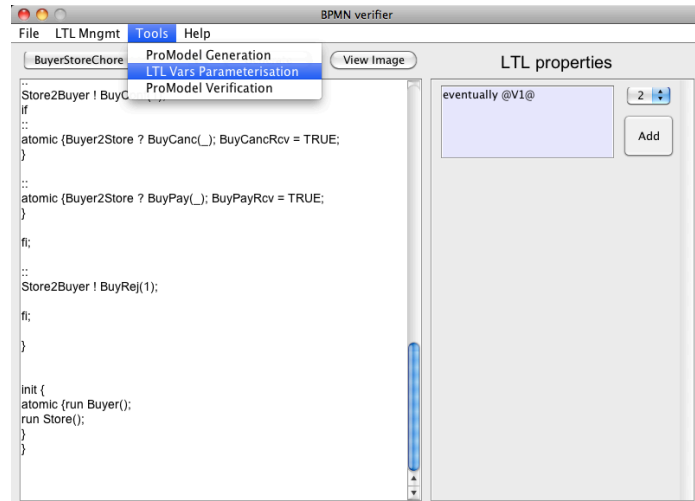 BPMN verifier
File LTL Mngmt Tools Help
BuyerStoreChore
ProModel Generation
LTL Vars Parameterisation
ProModel Verification
View Image
LTL properties
::
Store2Buyer ! BuyC
if
::
atomic {Buyer2Store ? BuyCanc(_); BuyCancRcv = TRUE;
}
::
atomic {Buyer2Store ? BuyPay(_); BuyPayRcv = TRUE;
}
fi;
::
Store2Buyer ! BuyRej(1);
fi;
}
init {
atomic {run Buyer();
run Store();
}
}
eventually @V1@
2
Add